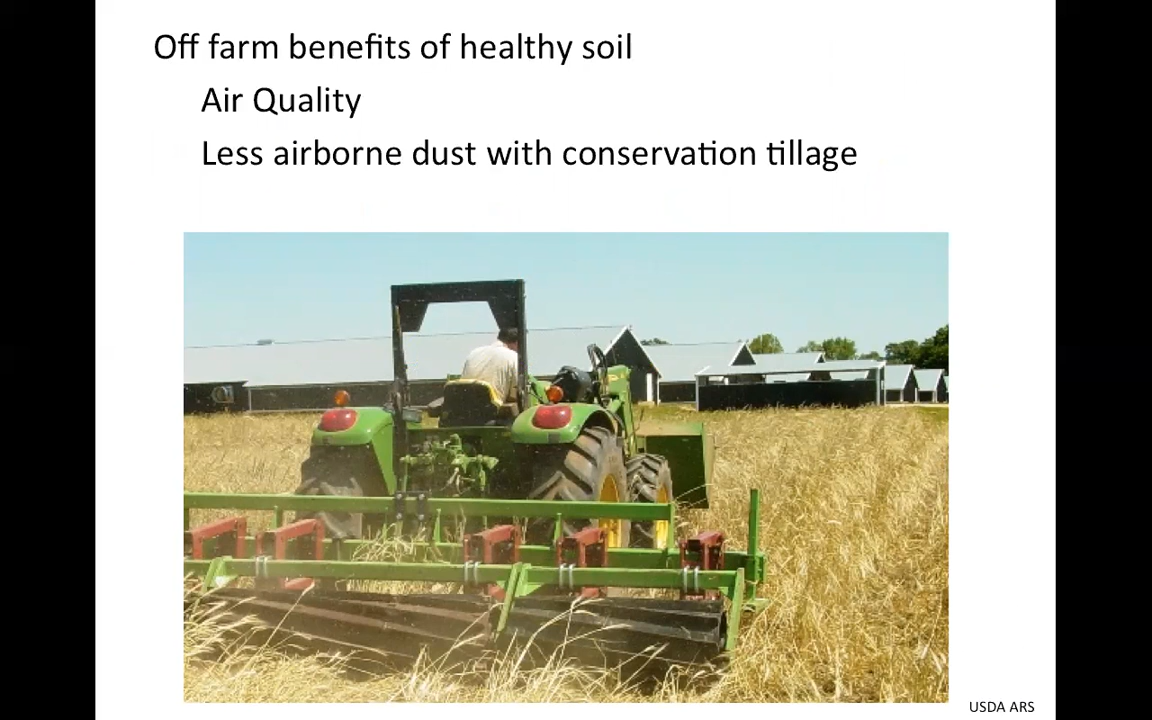 Off farm benefits of healthy soil
Air Quality
Less airborne dust with conservation tillage
USDA ARS